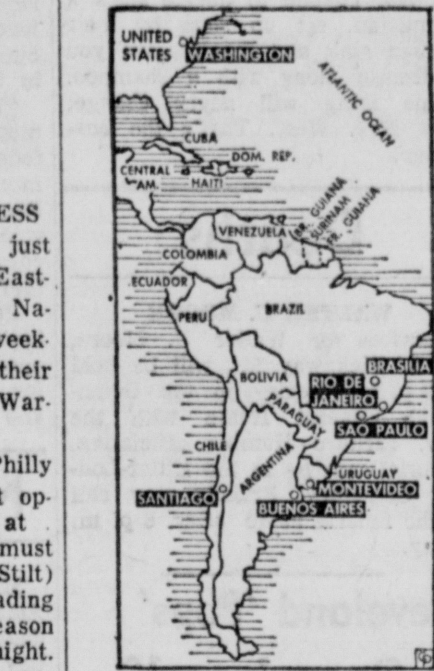 UNITED
STATES
WASHINGTON
ATLANTIC OCEAN
CUBA
DOM. REP.
CENTRAL
AM.
HAITI
BR. GUIANA
SURINAM
FR. GUIANA
VENEZUELA
COLOMBIA
ECUADOR
PERU
BRAZIL
BRASILIA
BOLIVIA
RIO DE
JANEIRO
PARAGUAY
SAO PAULO
CHILE
ARGENTINA
URUGUAY
SANTIAGO
MONTEVIDEO
BUENOS AIRES
ESS
just
East-
Na-
week-
their
War-
Philly
t op-
at
must
Stilt)
ading
eason
night.